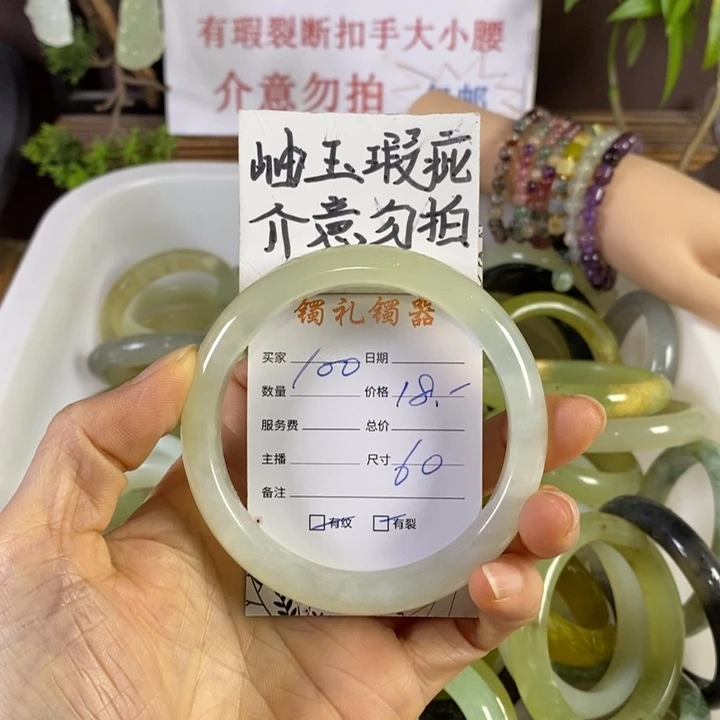 有瑕裂断扣手大小腰
介意勿拍 包邮
岫玉瑕疵
介意勿拍
镯礼镯器
买家 100 日期
数量 价格 18.-
服务费 总价
主播 尺寸 60
备注
有纹 有裂